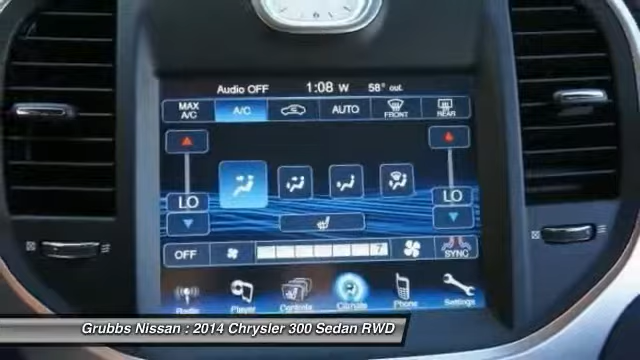 Audio OFF 1:08 W 58° out
MAX A/C A/C AUTO FRONT REAR
LO LO
OFF 7 SYNC
Radio Player Controls Climate Phone Settings
Grubbs Nissan : 2014 Chrysler 300 Sedan RWD